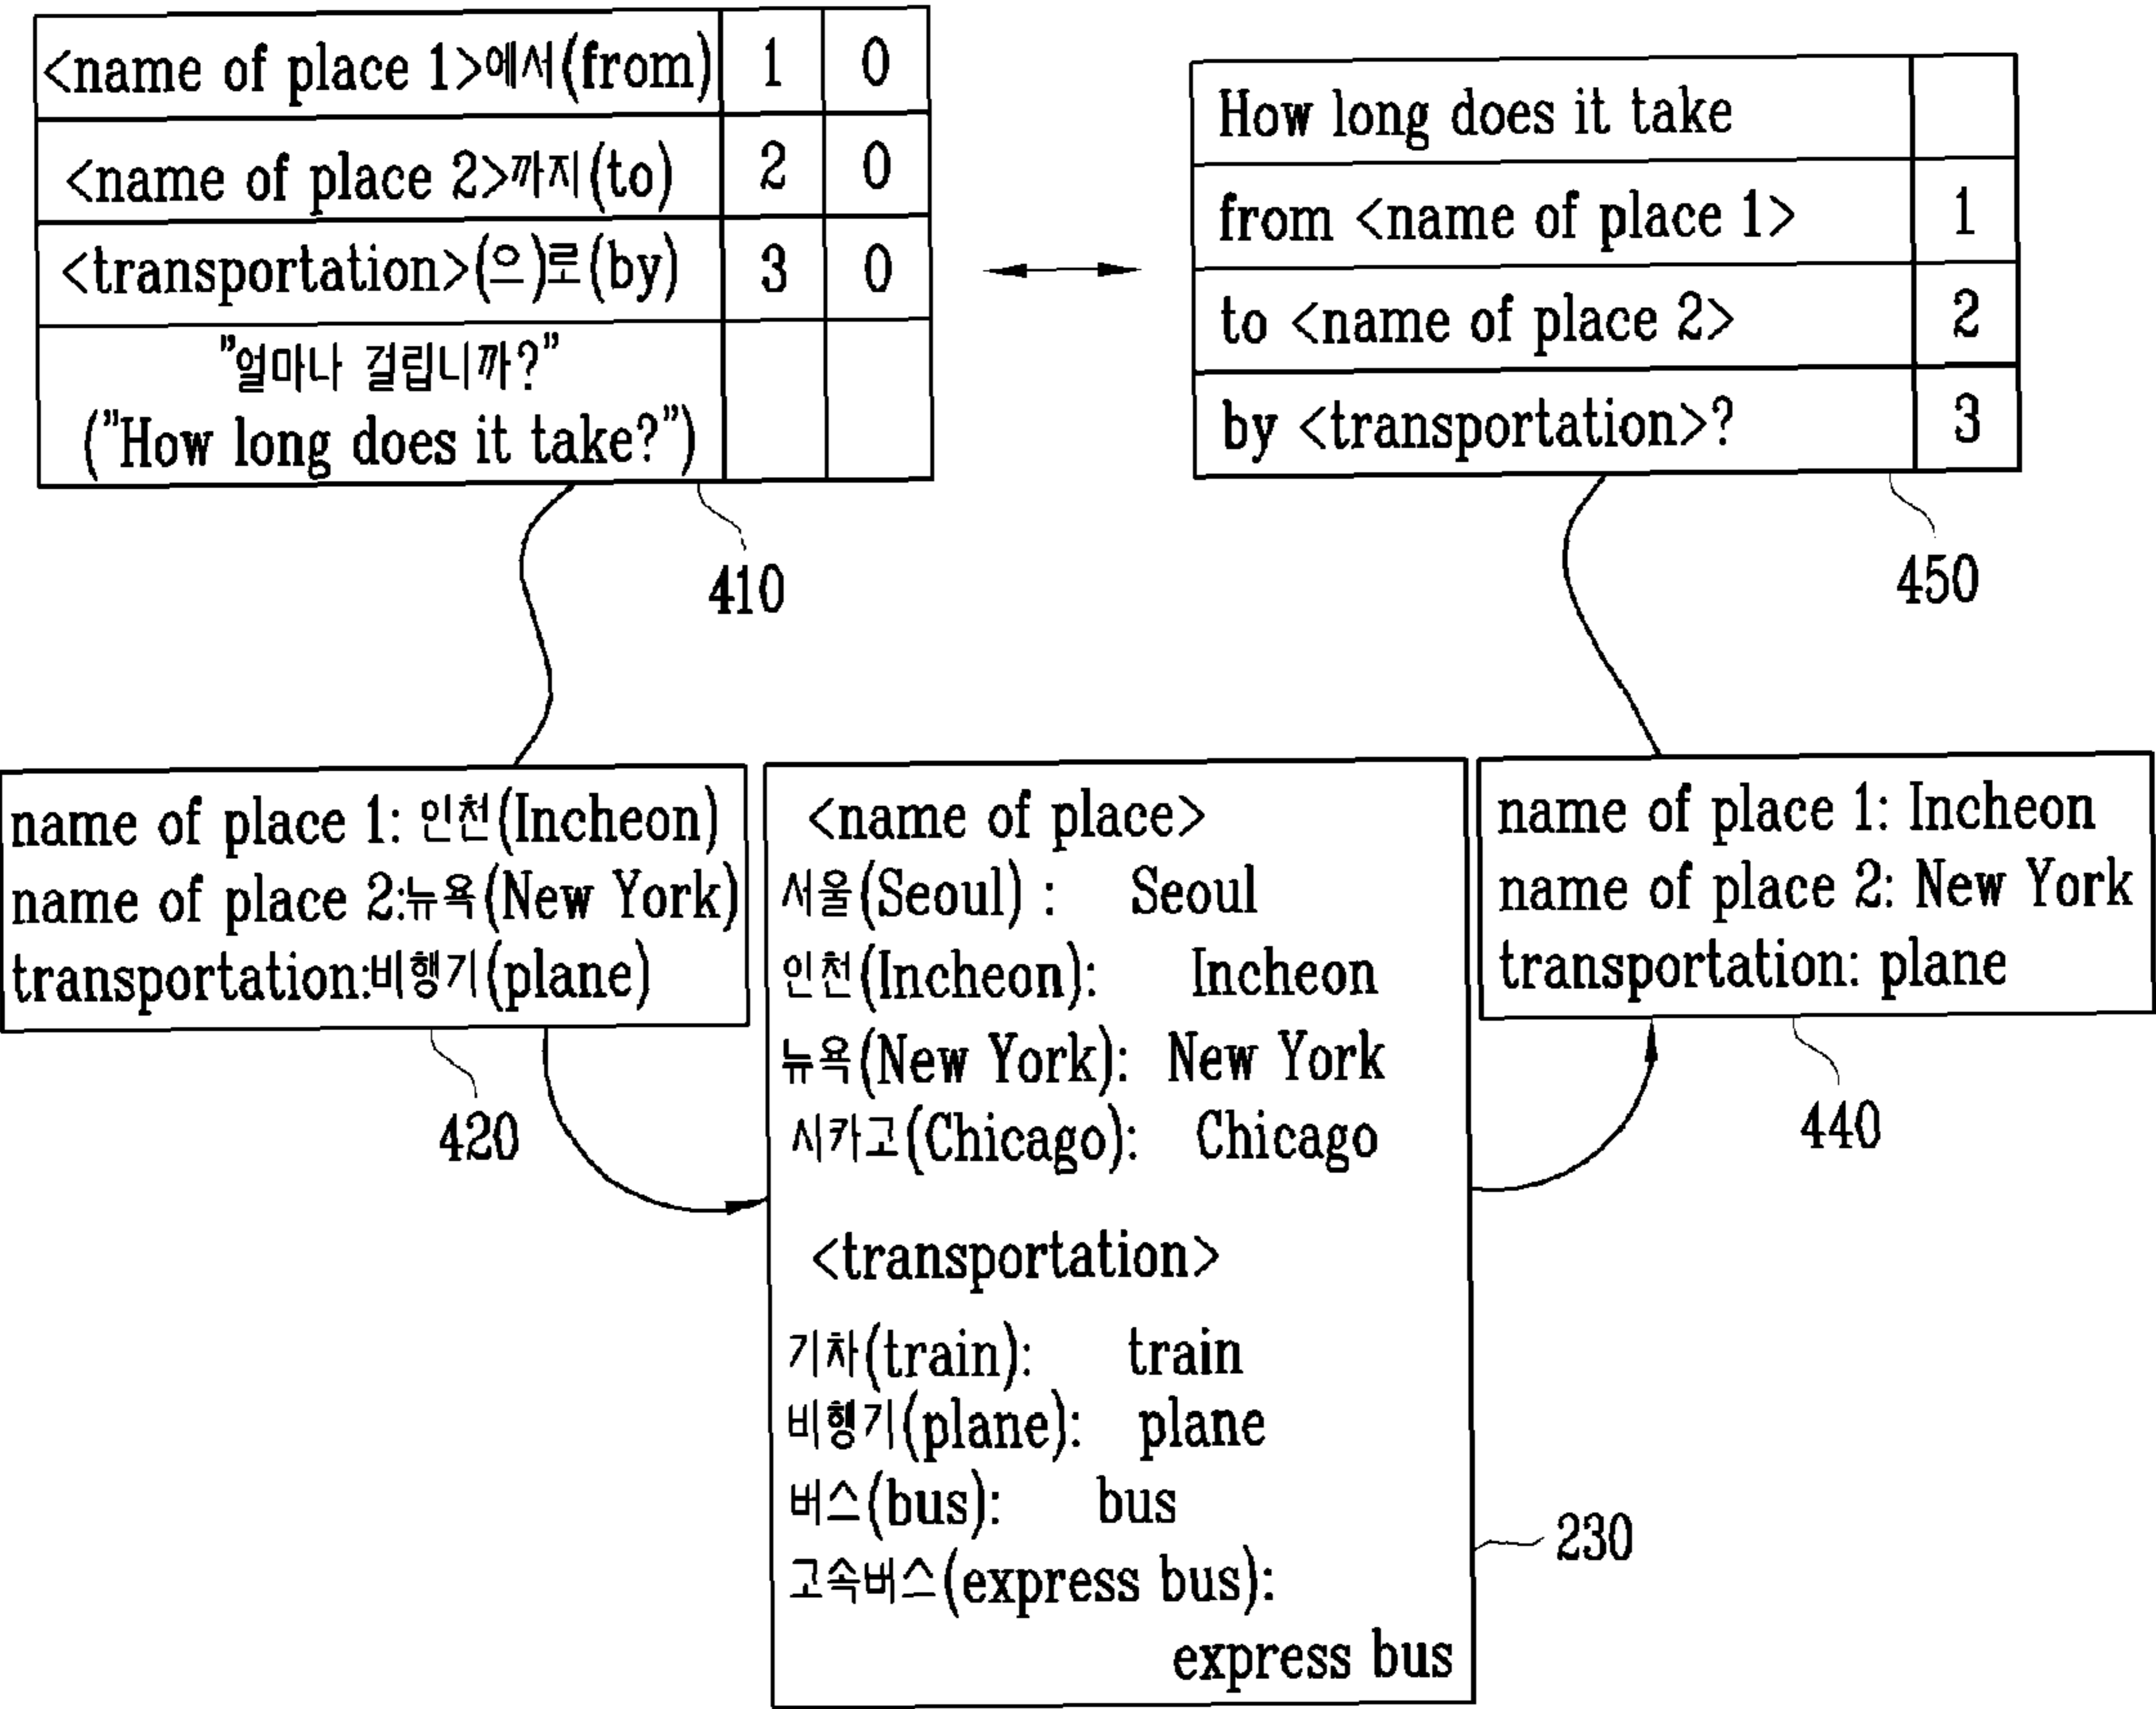 <name of place 1>에서(from) 1 0
<name of place 2>까지(to) 2 0
<transportation>(으)로(by) 3 0
"얼마나 걸립니까?"
("How long does it take?")
410
How long does it take
from <name of place 1> 1
to <name of place 2> 2
by <transportation>? 3
450
name of place 1: 인천(Incheon)
name of place 2:뉴욕(New York)
transportation:비행기(plane)
420
<name of place>
서울(Seoul) : Seoul
인천(Incheon): Incheon
뉴욕(New York): New York
시카고(Chicago): Chicago
<transportation>
기차(train): train
비행기(plane): plane
버스(bus): bus
고속버스(express bus):
express bus
230
name of place 1: Incheon
name of place 2: New York
transportation: plane
440